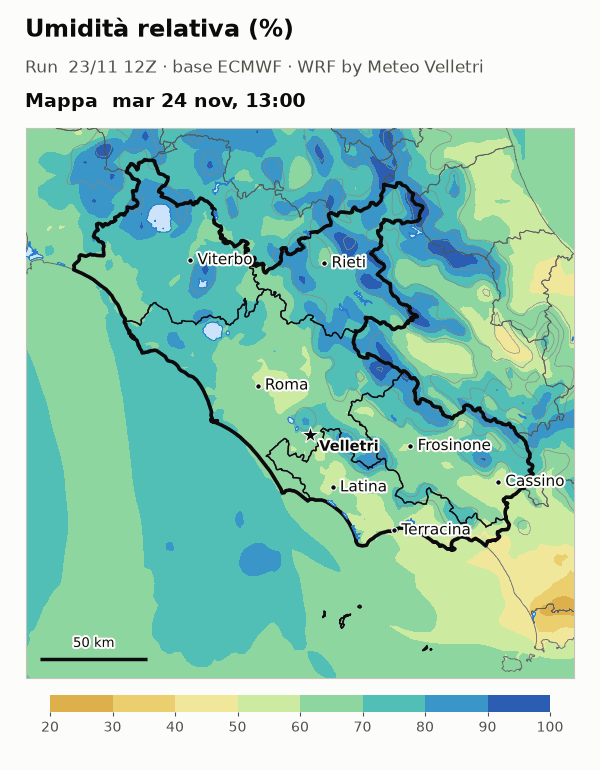 Umidità relativa (%)
Run  23/11 12Z · base ECMWF · WRF by Meteo Velletri
Mappa  mar 24 nov, 13:00
Viterbo
Rieti
Roma
Velletri
Frosinone
Cassino
Latina
Terracina
50 km
20 30 40 50 60 70 80 90 100